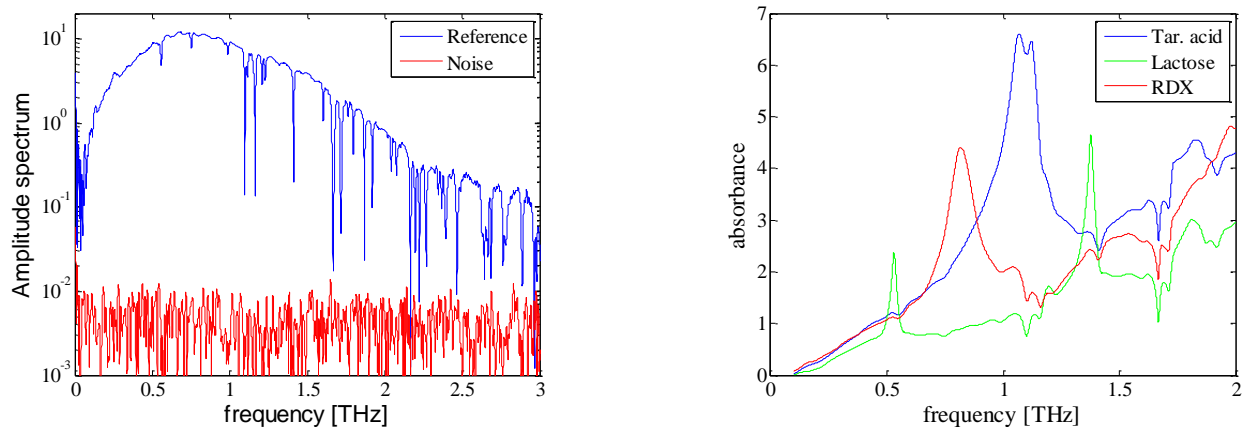 Amplitude spectrum
10^1
10^0
10^-1
10^-2
10^-3
0
0.5
1
1.5
2
2.5
3
frequency [THz]
Reference
Noise
absorbance
7
6
5
4
3
2
1
0
0
0.5
1
1.5
2
frequency [THz]
Tar. acid
Lactose
RDX